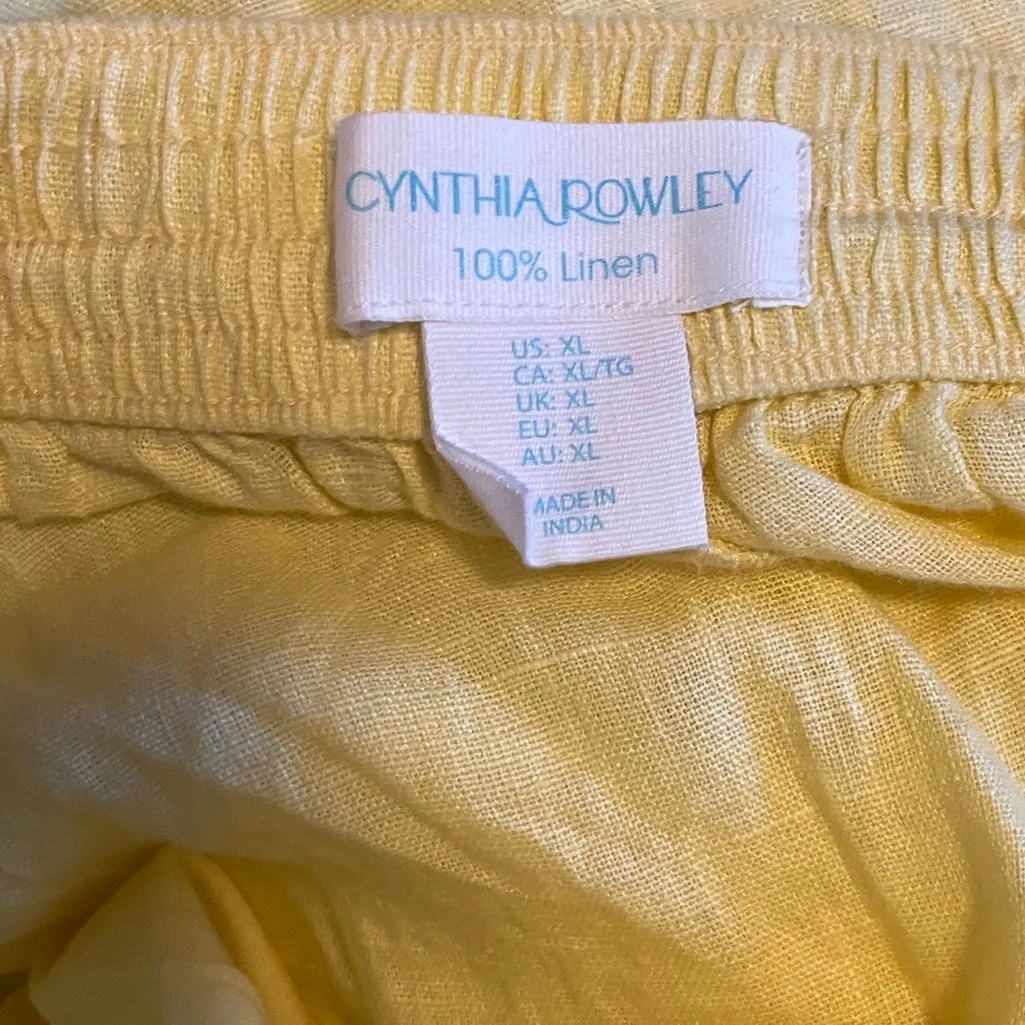 CYNTHIA ROWLEY
100% Linen
US: XL
CA: XL/TG
UK: XL
EU: XL
AU: XL
MADE IN
INDIA